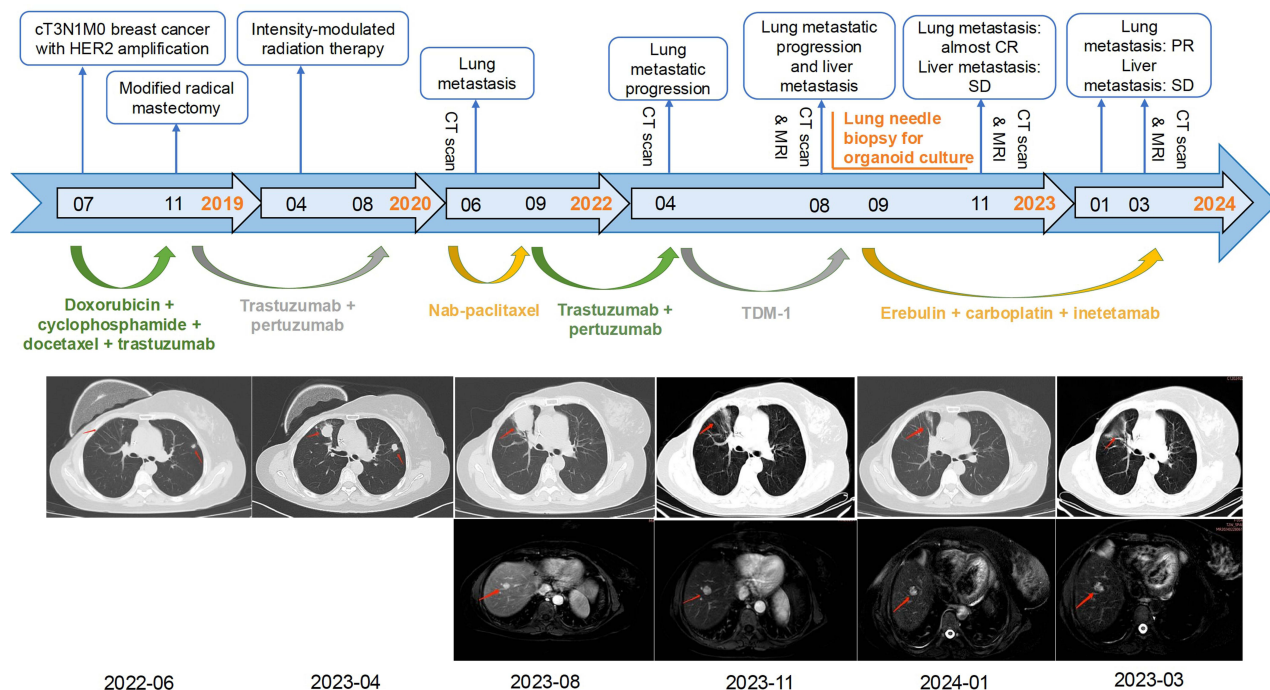 cT3N1M0 breast cancer
with HER2 amplification
Modified radical
mastectomy
Intensity-modulated
radiation therapy
Lung
metastasis
Lung
metastatic
progression
Lung metastatic
progression
and liver
metastasis
Lung metastasis:
almost CR
Liver metastasis:
SD
Lung
metastasis: PR
Liver
metastasis: SD
CT scan
CT scan
CT scan
& MRI
Lung needle
biopsy for
organoid culture
CT scan
& MRI
CT scan
& MRI
07 11 2019 04 08 2020 06 09 2022 04 08 09 11 2023 01 03 2024
Doxorubicin +
cyclophosphamide +
docetaxel + trastuzumab
Trastuzumab +
pertuzumab
Nab-paclitaxel
Trastuzumab +
pertuzumab
TDM-1
Erebulin + carboplatin + inetetamab
2022-06 2023-04 2023-08 2023-11 2024-01 2023-03